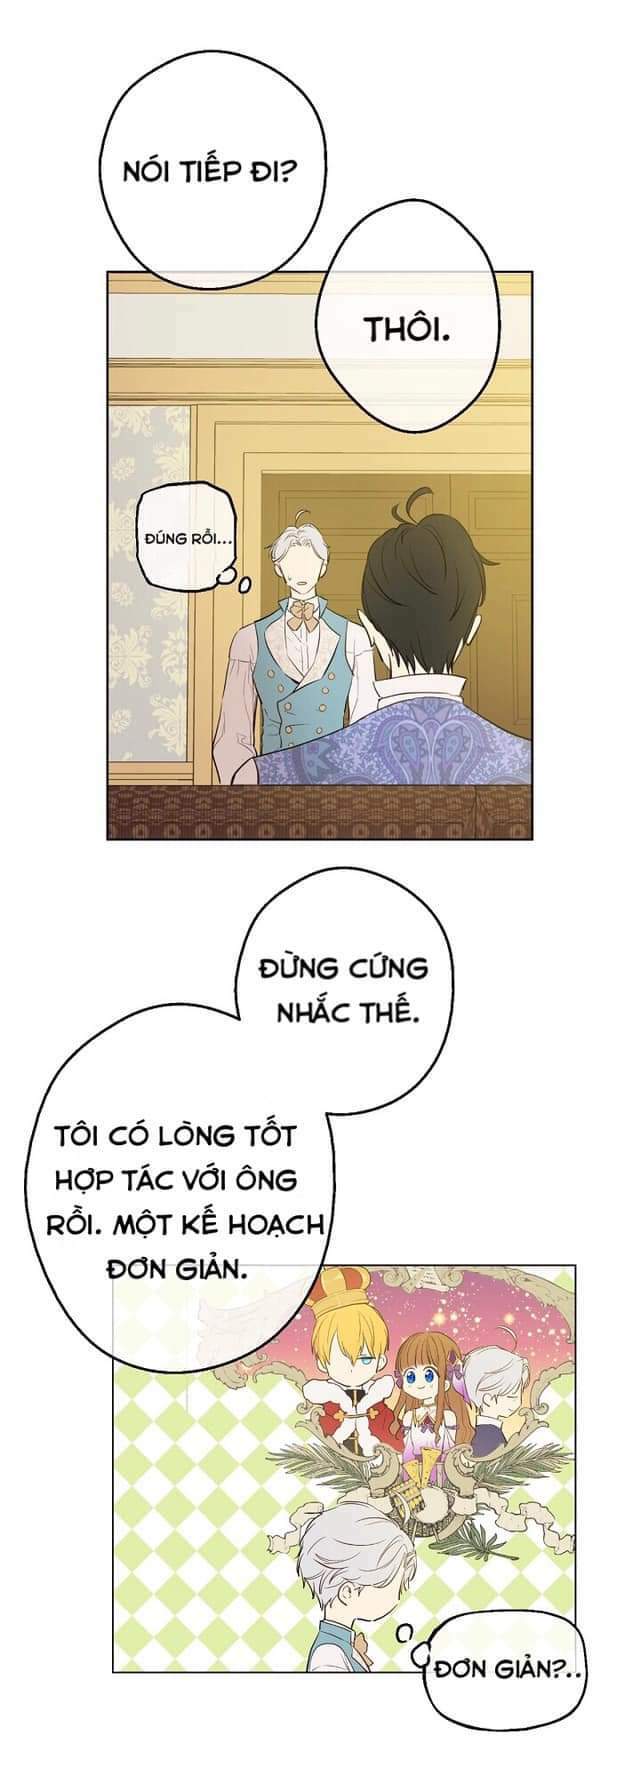 NÓI TIẾP ĐI?
THÔI.
ĐÚNG RỒI...
ĐỪNG CỨNG
NHẮC THẾ.
TÔI CÓ LÒNG TỐT
HỢP TÁC VỚI ÔNG
RỒI. MỘT KẾ HOẠCH
ĐƠN GIẢN.
ĐƠN GIẢN?..